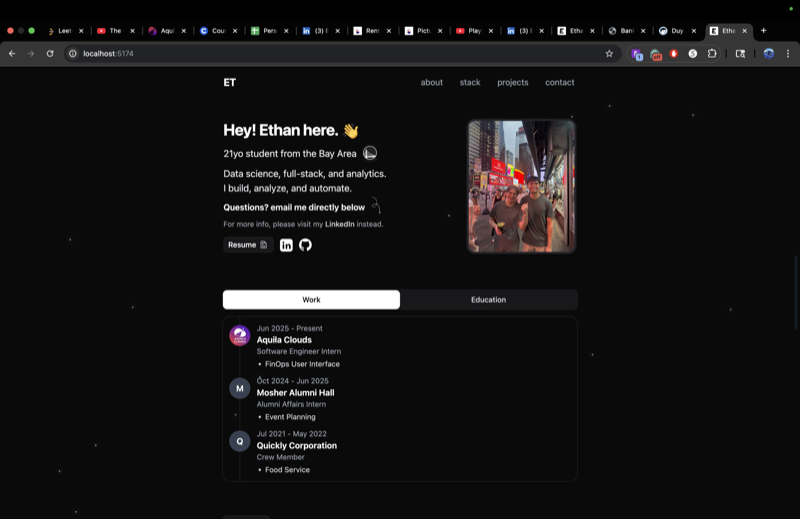 Leet
The
Aqui
Cour
Pers
(3) I
Rent
Pictu
Play
(3) I
Etha
Bani
Duy
Etha
localhost:5174
ET
about
stack
projects
contact
Hey! Ethan here. 👋
21yo student from the Bay Area
Data science, full-stack, and analytics.
I build, analyze, and automate.
Questions? email me directly below
For more info, please visit my LinkedIn instead.
Resume
Work
Education
Jun 2025 - Present
Aquila Clouds
Software Engineer Intern
• FinOps User Interface
M
Oct 2024 - Jun 2025
Mosher Alumni Hall
Alumni Affairs Intern
• Event Planning
Q
Jul 2021 - May 2022
Quickly Corporation
Crew Member
• Food Service